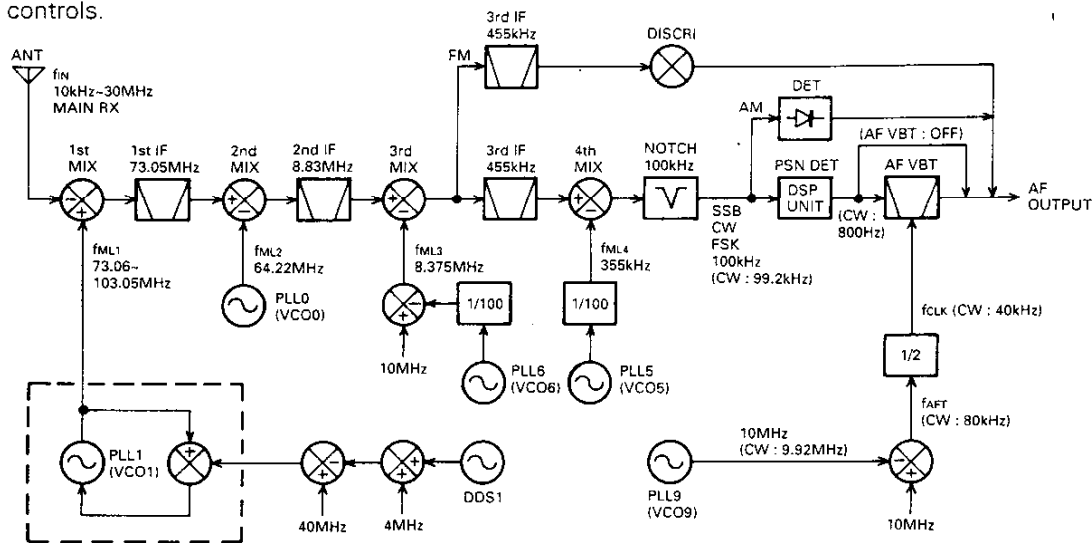 controls.
ANT
fIN
10kHz~30MHz
MAIN RX
1st
MIX
1st IF
73.05MHz
2nd
MIX
2nd IF
8.83MHz
3rd
MIX
FM
3rd IF
455kHz
DISCRI
3rd IF
455kHz
4th
MIX
NOTCH
100kHz
AM
DET
(AF VBT : OFF)
PSN DET
DSP
UNIT
AF VBT
AF
OUTPUT
(CW :
800Hz)
SSB
CW
FSK
100kHz
(CW : 99.2kHz)
fML1
73.06~
103.05MHz
fML2
64.22MHz
PLL0
(VCO0)
fML3
8.375MHz
1/100
10MHz
PLL6
(VCO6)
fML4
355kHz
1/100
PLL5
(VCO5)
fCLK (CW : 40kHz)
1/2
fAFT
(CW : 80kHz)
10MHz
(CW : 9.92MHz)
PLL9
(VCO9)
10MHz
PLL1
(VCO1)
40MHz
4MHz
DDS1